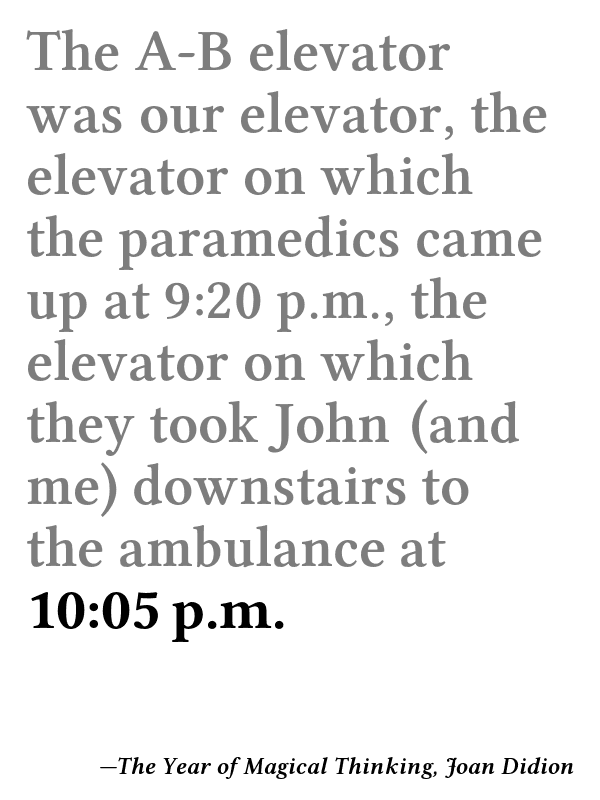 The A-B elevator
was our elevator, the
elevator on which
the paramedics came
up at 9:20 p.m., the
elevator on which
they took John (and
me) downstairs to
the ambulance at
10:05 p.m.
—The Year of Magical Thinking, Joan Didion